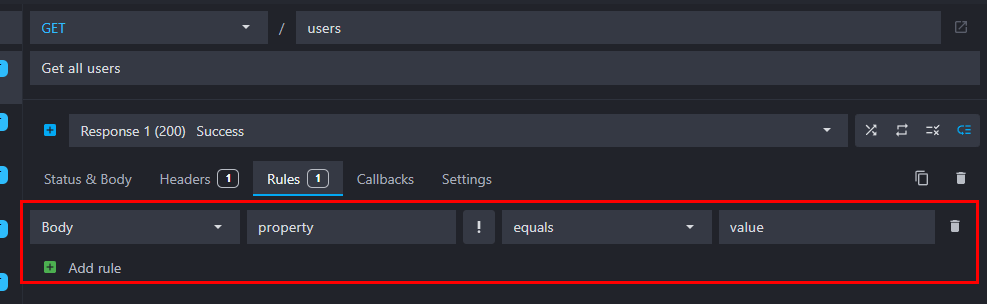 GET / users
Get all users
Response 1 (200) Success
Status & Body Headers 1 Rules 1 Callbacks Settings
Body property ! equals value
Add rule